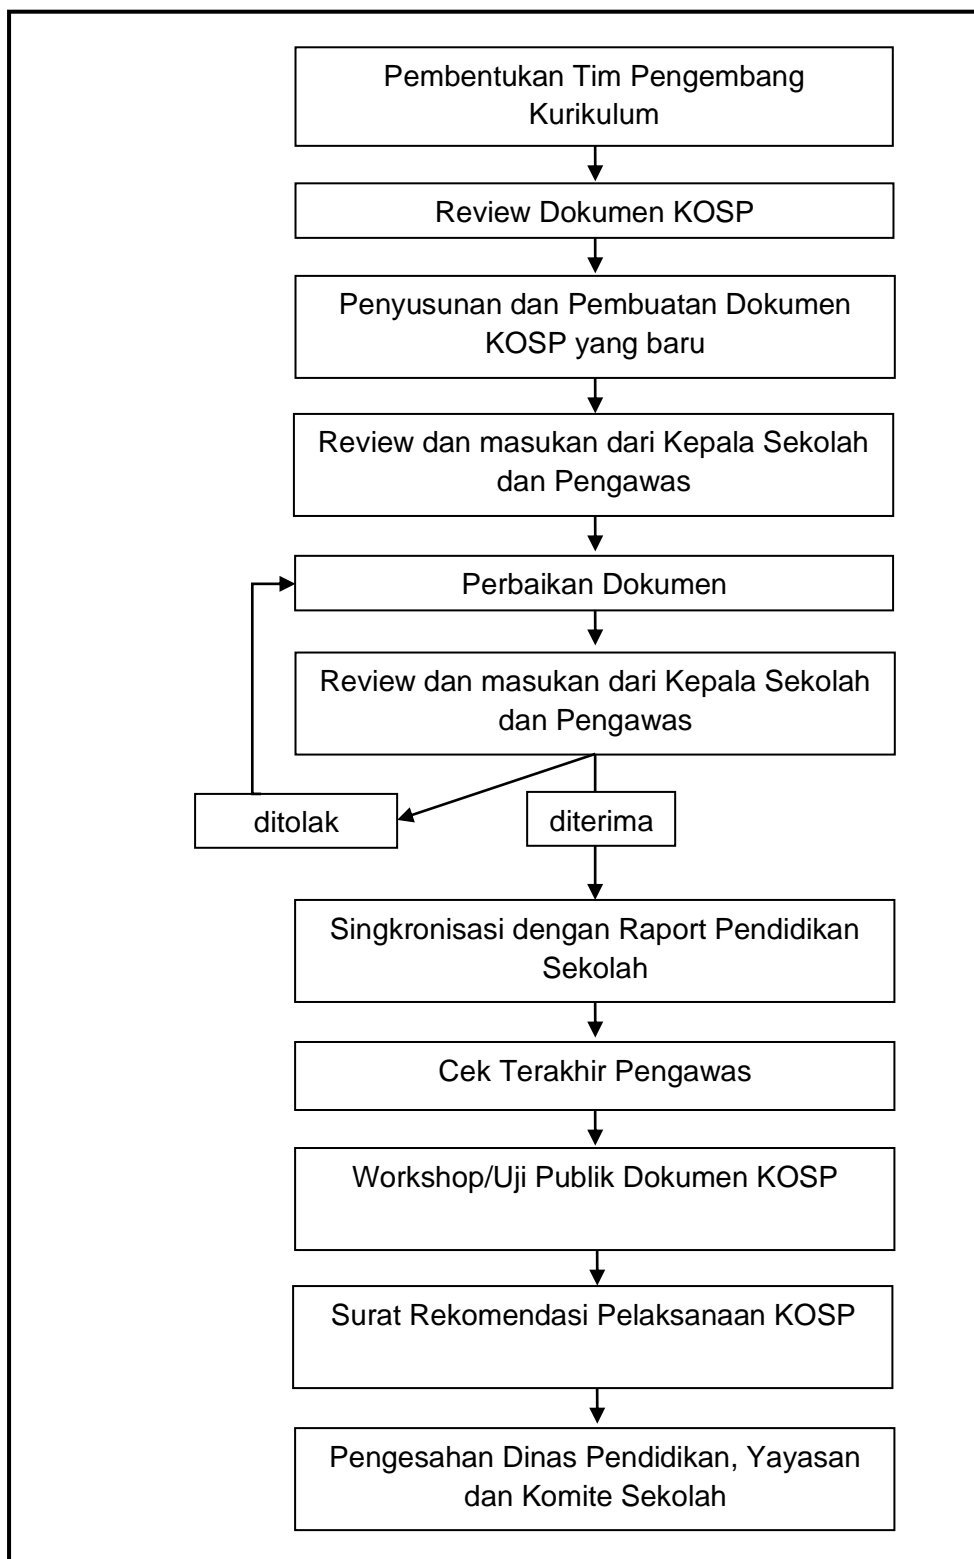 Pembentukan Tim Pengembang
Kurikulum
Review Dokumen KOSP
Penyusunan dan Pembuatan Dokumen
KOSP yang baru
Review dan masukan dari Kepala Sekolah
dan Pengawas
Perbaikan Dokumen
Review dan masukan dari Kepala Sekolah
dan Pengawas
ditolak
diterima
Singkronisasi dengan Raport Pendidikan
Sekolah
Cek Terakhir Pengawas
Workshop/Uji Publik Dokumen KOSP
Surat Rekomendasi Pelaksanaan KOSP
Pengesahan Dinas Pendidikan, Yayasan
dan Komite Sekolah